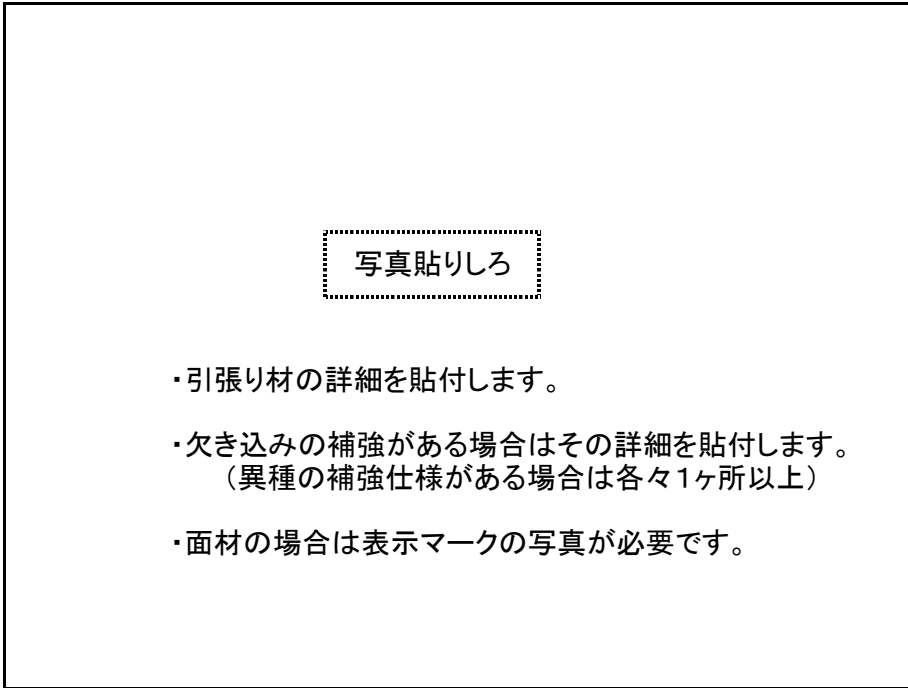 写真貼りしろ
・引張り材の詳細を貼付します。
・欠き込みの補強がある場合はその詳細を貼付します。
（異種の補強仕様がある場合は各々１ヶ所以上）
・面材の場合は表示マークの写真が必要です。